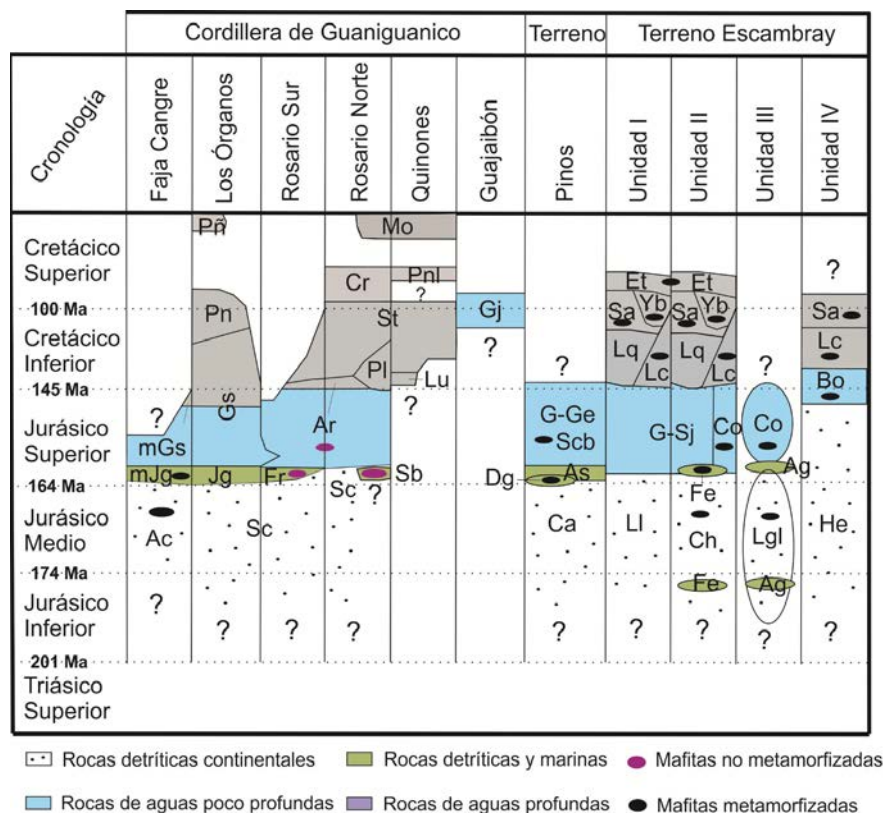 Cordillera de Guaniguanico
Terreno
Terreno Escambray
Cronología
Faja Cangre
Los Órganos
Rosario Sur
Rosario Norte
Quinones
Guajaibón
Pinos
Unidad I
Unidad II
Unidad III
Unidad IV
Cretácico
Superior
Pñ
Mo
Cr
Pnl
?
Et
Et
?
100 Ma
Pn
St
Gj
Sa
Yb
Sa
Yb
Sa
Cretácico
Inferior
?
Gs
Pl
Lu
?
Lq
Lc
Lq
Lc
?
Lc
145 Ma
Bo
Jurásico
Superior
?
mGs
Ar
?
G-Ge
Scb
G-Sj
Co
Co
mJg
Jg
Fr
Sc
Sb
?
Dg
As
Ag
164 Ma
Jurásico
Medio
Ac
Sc
Ca
Ll
Fe
Ch
Lgl
He
174 Ma
Jurásico
Inferior
?
?
?
?
?
?
Fe
?
Ag
?
?
201 Ma
Triásico
Superior
Rocas detríticas continentales
Rocas detríticas y marinas
Mafitas no metamorfizadas
Rocas de aguas poco profundas
Rocas de aguas profundas
Mafitas metamorfizadas